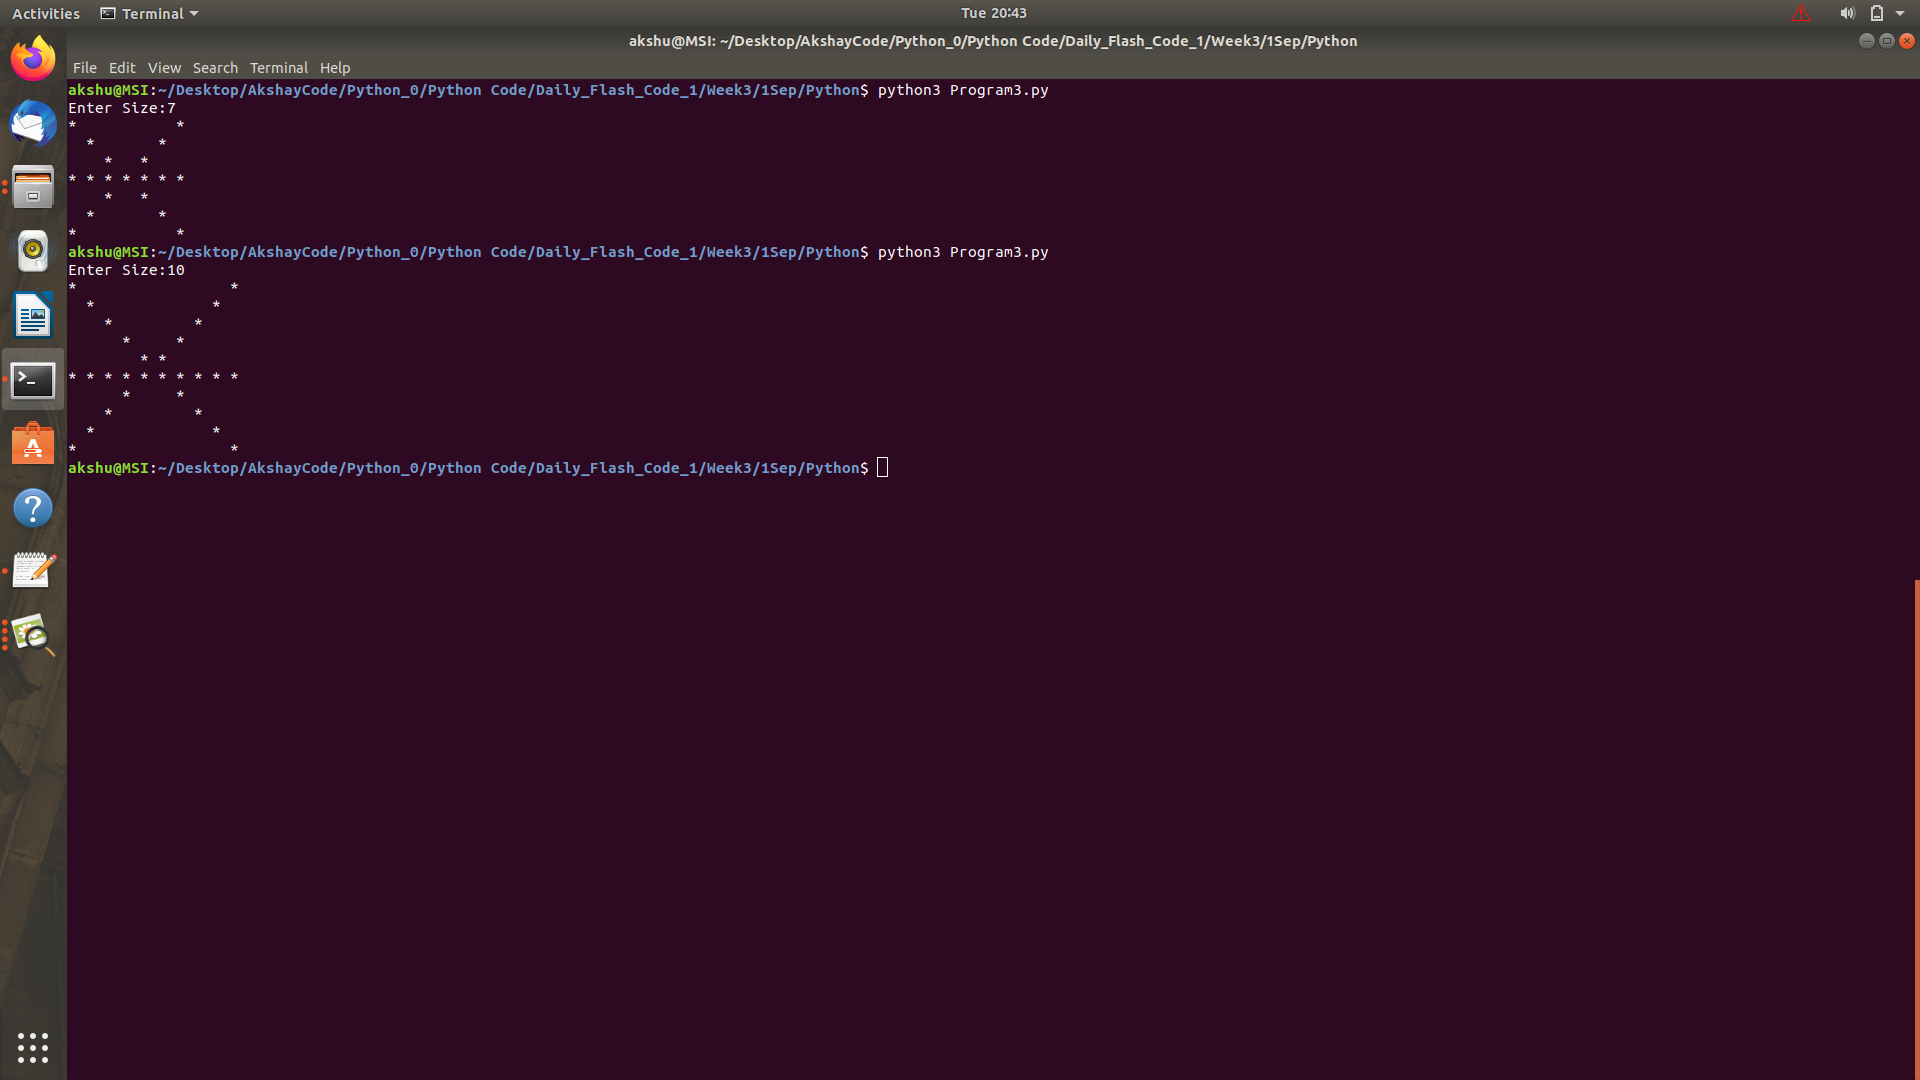 Activities Terminal Tue 20:43
akshu@MSI: ~/Desktop/AkshayCode/Python_0/Python Code/Daily_Flash_Code_1/Week3/1Sep/Python
File Edit View Search Terminal Help
akshu@MSI:~/Desktop/AkshayCode/Python_0/Python Code/Daily_Flash_Code_1/Week3/1Sep/Python$ python3 Program3.py
Enter Size:7
*           *
  *       *
    *   *
* * * * * * *
    *   *
  *       *
*           *
akshu@MSI:~/Desktop/AkshayCode/Python_0/Python Code/Daily_Flash_Code_1/Week3/1Sep/Python$ python3 Program3.py
Enter Size:10
*                 *
  *             *
    *         *
      *     *
        * *
* * * * * * * * * *
      *     *
    *         *
  *             *
*                 *
akshu@MSI:~/Desktop/AkshayCode/Python_0/Python Code/Daily_Flash_Code_1/Week3/1Sep/Python$